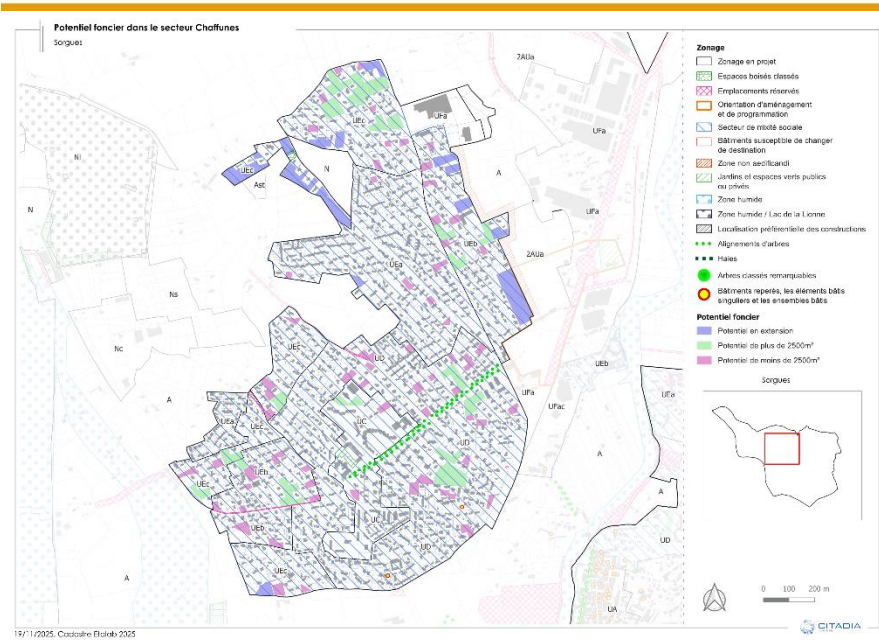 Potentiel foncier dans le secteur Chaffunes
Sorgues
Zonage
Zonage en projet
Espaces boisés classés
Emplacements réservés
Orientation d'aménagement
et de programmation
Secteur de mixité sociale
Bâtiments susceptible de changer
de destination
Zone non aedificandi
Jardins et espaces verts publics
ou privés
Zone humide
Zone humide / Lac de la Lionne
Localisation préférentielle des constructions
Alignements d'arbres
Haies
Arbres classés remarquables
Bâtiments repérés, les éléments bâtis
singuliers et les ensembles bâtis
Potentiel foncier
Potentiel en extension
Potentiel de plus de 2500m²
Potentiel de moins de 2500m²
Sorgues
0 100 200 m
CITADIA
2AUa
UFa
UEc
UFa
A
Ni
N
UEc
N
Ast
UFa
UEb
2AUa
UEa
Ns
Nc
UEc
UD
UEb
A
UFa
UFac
UEa
UEa
UEc
UC
UD
A
UEc
UEb
A
UEb
UC
UD
UD
UEc
A
UA
19/11/2025. Cadastre Etalab 2025